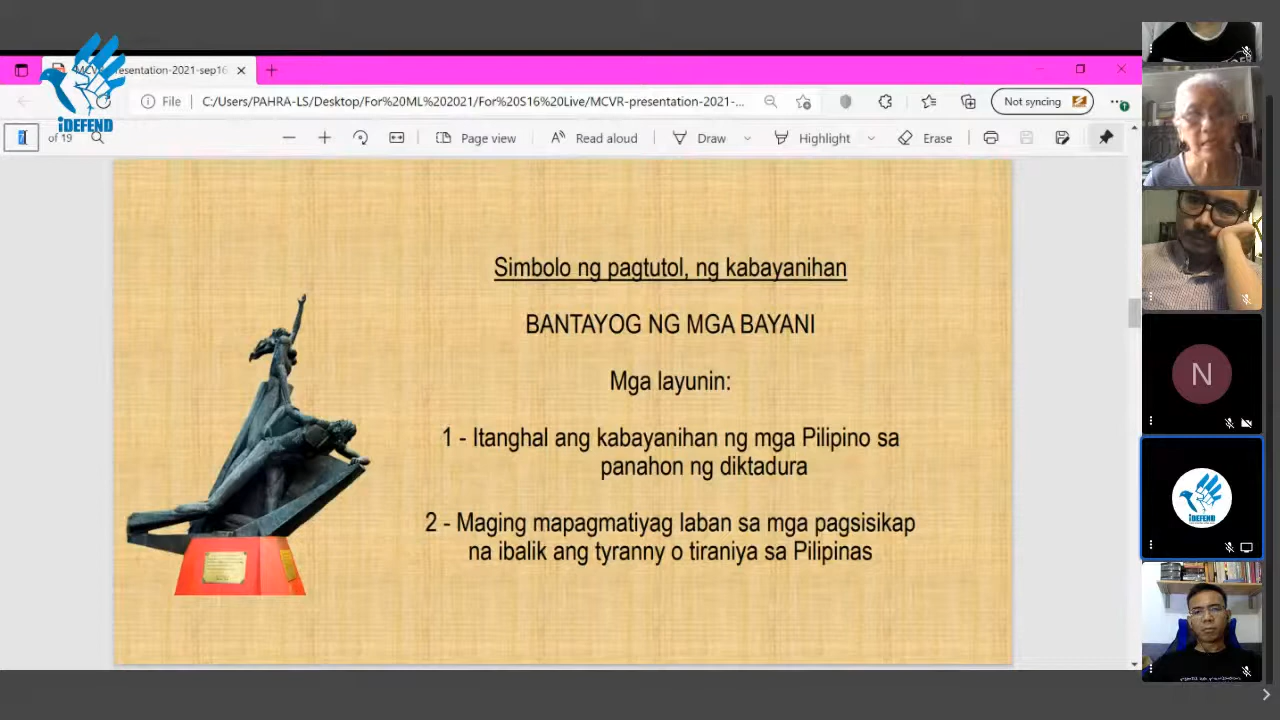 MCVR-presentation-2021-sep16
iDEFEND
File
C:/Users/PAHRA-LS/Desktop/For%20ML%202021/For%20S16%20Live/MCVR-presentation-2021-...
Not syncing
of 19
Page view
Read aloud
Draw
Highlight
Erase
Simbolo ng pagtutol, ng kabayanihan
BANTAYOG NG MGA BAYANI
Mga layunin:
1 - Itanghal ang kabayanihan ng mga Pilipino sa
panahon ng diktadura
2 - Maging mapagmatiyag laban sa mga pagsisikap
na ibalik ang tyranny o tiraniya sa Pilipinas
N
iDEFEND